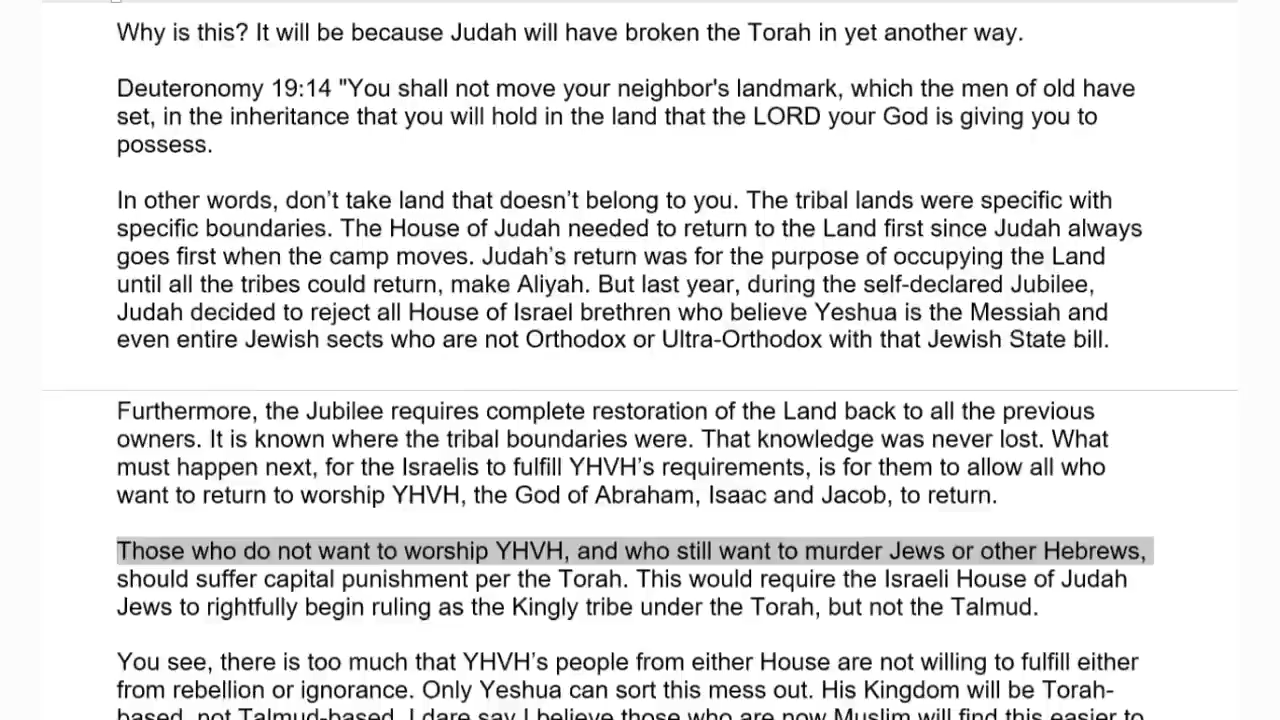 Why is this? It will be because Judah will have broken the Torah in yet another way.
Deuteronomy 19:14 "You shall not move your neighbor's landmark, which the men of old have
set, in the inheritance that you will hold in the land that the LORD your God is giving you to
possess.
In other words, don’t take land that doesn’t belong to you. The tribal lands were specific with
specific boundaries. The House of Judah needed to return to the Land first since Judah always
goes first when the camp moves. Judah’s return was for the purpose of occupying the Land
until all the tribes could return, make Aliyah. But last year, during the self-declared Jubilee,
Judah decided to reject all House of Israel brethren who believe Yeshua is the Messiah and
even entire Jewish sects who are not Orthodox or Ultra-Orthodox with that Jewish State bill.
Furthermore, the Jubilee requires complete restoration of the Land back to all the previous
owners. It is known where the tribal boundaries were. That knowledge was never lost. What
must happen next, for the Israelis to fulfill YHVH’s requirements, is for them to allow all who
want to return to worship YHVH, the God of Abraham, Isaac and Jacob, to return.
Those who do not want to worship YHVH, and who still want to murder Jews or other Hebrews,
should suffer capital punishment per the Torah. This would require the Israeli House of Judah
Jews to rightfully begin ruling as the Kingly tribe under the Torah, but not the Talmud.
You see, there is too much that YHVH’s people from either House are not willing to fulfill either
from rebellion or ignorance. Only Yeshua can sort this mess out. His Kingdom will be Torah-
based, not Talmud-based. I dare say I believe those who are now Muslim will find this easier to